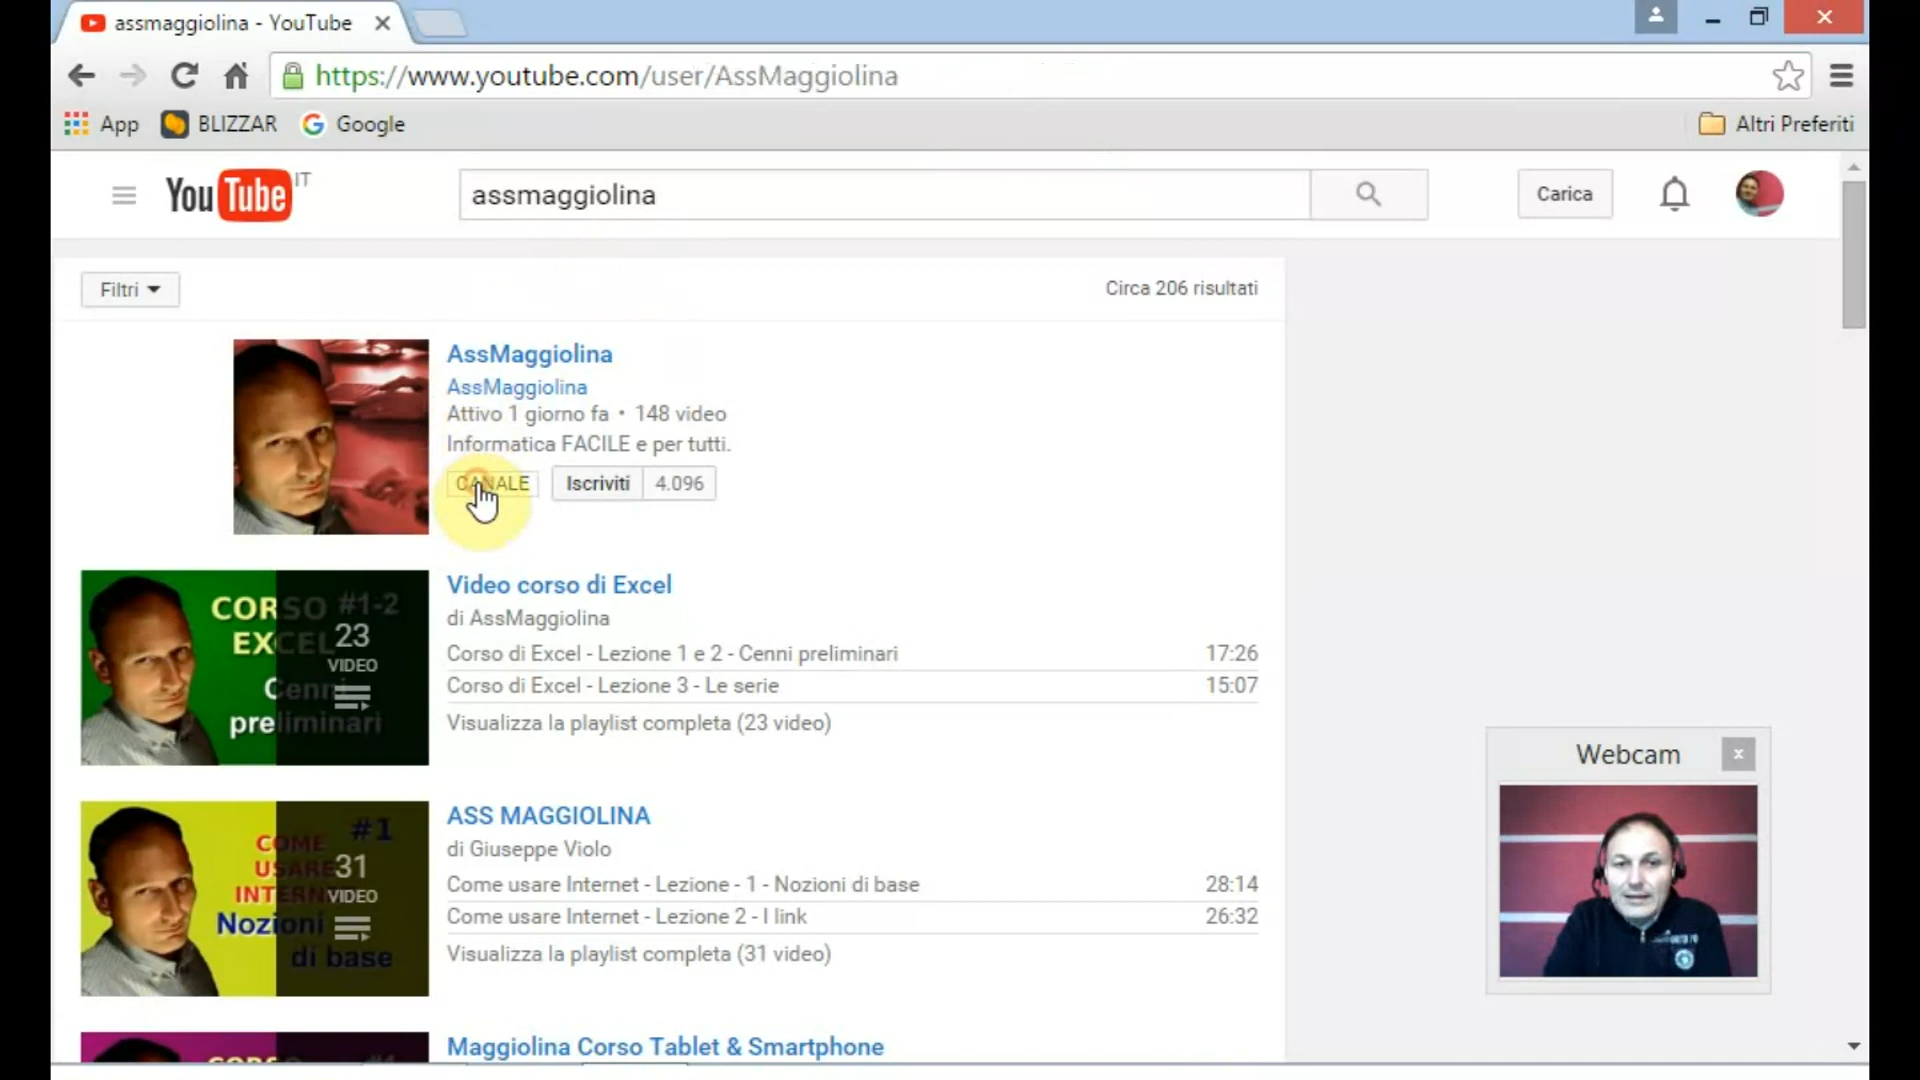 assmaggiolina - YouTube
https://www.youtube.com/user/AssMaggiolina
App BLIZZAR Google Altri Preferiti
YouTube IT
assmaggiolina
Carica
Filtri
Circa 206 risultati
AssMaggiolina
AssMaggiolina
Attivo 1 giorno fa • 148 video
Informatica FACILE e per tutti.
CANALE Iscriviti 4.096
CORSO #1-2
EXCEL
Cenni
preliminari
23
VIDEO
Video corso di Excel
di AssMaggiolina
Corso di Excel - Lezione 1 e 2 - Cenni preliminari 17:26
Corso di Excel - Lezione 3 - Le serie 15:07
Visualizza la playlist completa (23 video)
#1
COME
USARE
INTERN
Nozioni
di base
31
VIDEO
ASS MAGGIOLINA
di Giuseppe Violo
Come usare Internet - Lezione - 1 - Nozioni di base 28:14
Come usare Internet - Lezione 2 - I link 26:32
Visualizza la playlist completa (31 video)
Webcam
Maggiolina Corso Tablet & Smartphone